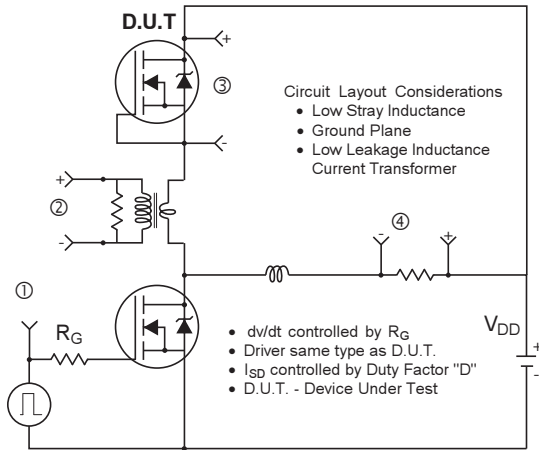 D.U.T
+
③
-
Circuit Layout Considerations
• Low Stray Inductance
• Ground Plane
• Low Leakage Inductance
Current Transformer
+
②
-
④
-
+
①
RG
• dv/dt controlled by RG
• Driver same type as D.U.T.
• ISD controlled by Duty Factor "D"
• D.U.T. - Device Under Test
VDD
+
-